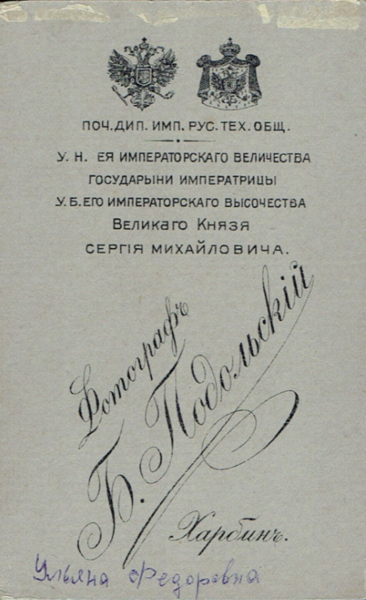 ПОЧ. ДИП. ИМП. РУС. ТЕХ. ОБЩ.
У. Н. ЕЯ ИМПЕРАТОРСКАГО ВЕЛИЧЕСТВА
ГОСУДАРЫНИ ИМПЕРАТРИЦЫ
У. Б. ЕГО ИМПЕРАТОРСКАГО ВЫСОЧЕСТВА
ВЕЛИКАГО КНЯЗЯ
СЕРГІЯ МИХАЙЛОВИЧА.
Фотографъ
Б. Подольскій
Харбинъ.
Ульяна Федоровна